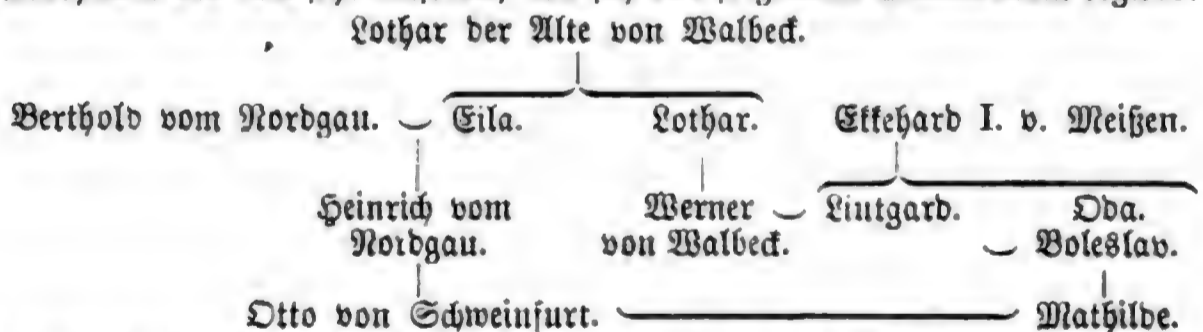 Lothar der Alte von Walbeck.
Berthold vom Nordgau. Eila. Lothar. Ekkehard I. v. Meißen.
Heinrich vom Werner Liutgard. Oda.
Nordgau. von Walbeck. Boleslav.
Otto von Schweinfurt. Mathilde.